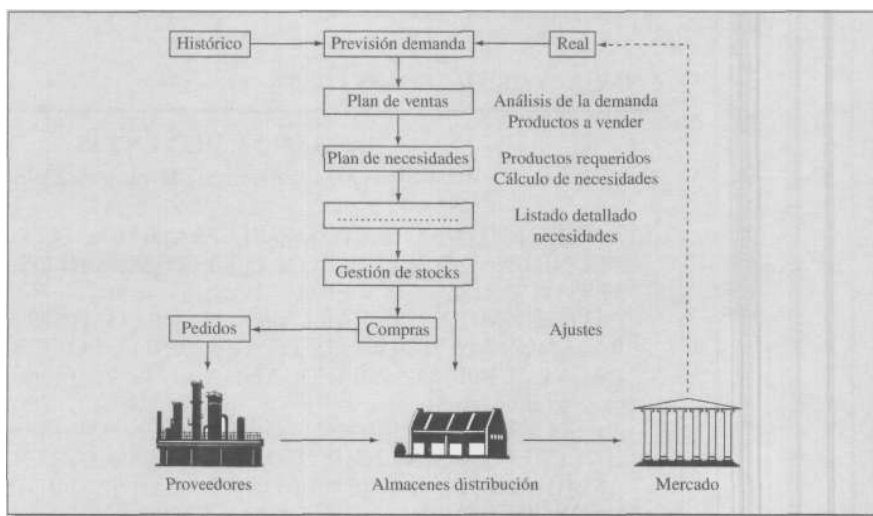 Histórico
Previsión demanda
Real
Plan de ventas
Análisis de la demanda
Productos a vender
Plan de necesidades
Productos requeridos
Cálculo de necesidades
........................
Listado detallado
necesidades
Gestión de stocks
Pedidos
Compras
Ajustes
Proveedores
Almacenes distribución
Mercado